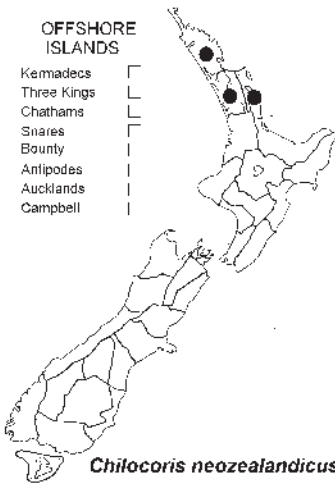 OFFSHORE
ISLANDS
Kermadecs
Three Kings
Chathams
Snares
Bounty
Antipodes
Aucklands
Campbell
Chilocoris neozealandicus